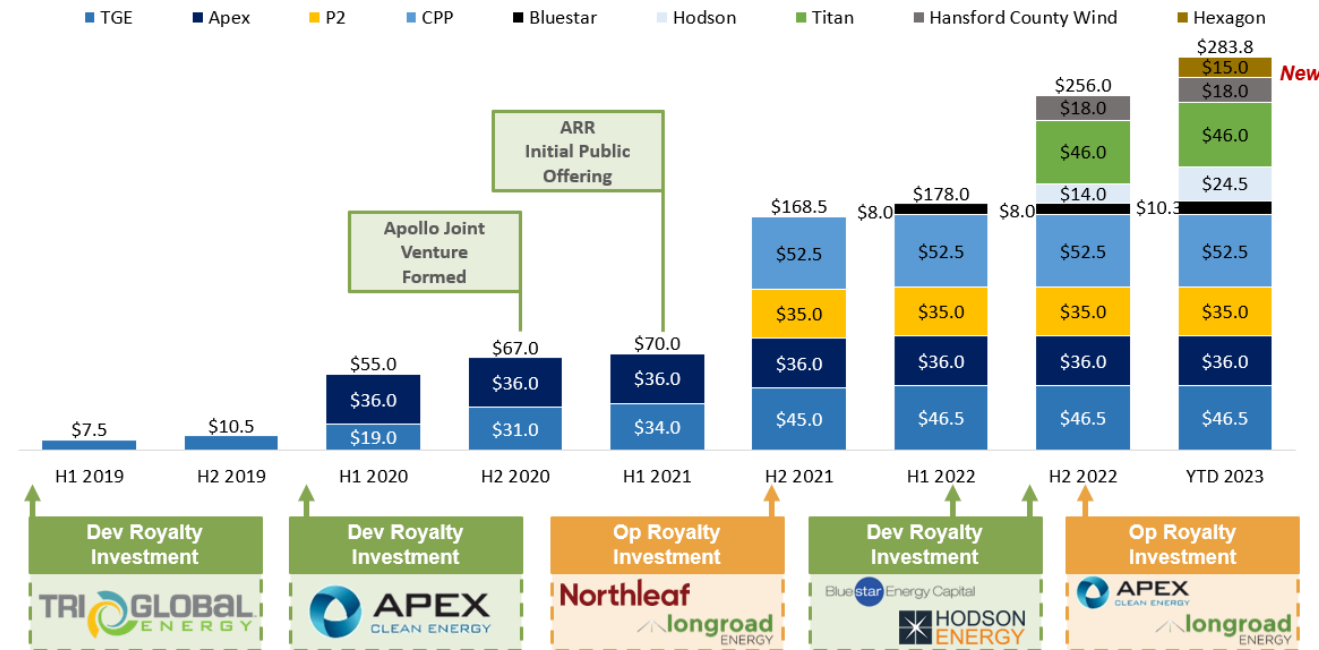 TGE Apex P2 CPP Bluestar Hodson Titan Hansford County Wind Hexagon
$283.8
$15.0
New
$18.0
$46.0
$24.5
$10.3
$52.5
$35.0
$36.0
$46.5
$256.0
$18.0
$46.0
$14.0
$8.0
$52.5
$35.0
$36.0
$46.5
$178.0
$8.0
$52.5
$35.0
$36.0
$46.5
$168.5
$52.5
$35.0
$36.0
$45.0
ARR
Initial Public
Offering
Apollo Joint
Venture
Formed
$70.0
$36.0
$34.0
$67.0
$36.0
$31.0
$55.0
$36.0
$19.0
$10.5
$7.5
H1 2019 H2 2019 H1 2020 H2 2020 H1 2021 H2 2021 H1 2022 H2 2022 YTD 2023
Dev Royalty
Investment
TRI GLOBAL
ENERGY
Dev Royalty
Investment
APEX
CLEAN ENERGY
Op Royalty
Investment
Northleaf
longroad
ENERGY
Dev Royalty
Investment
Bluestar Energy Capital
HODSON
ENERGY
Op Royalty
Investment
APEX
CLEAN ENERGY
longroad
ENERGY